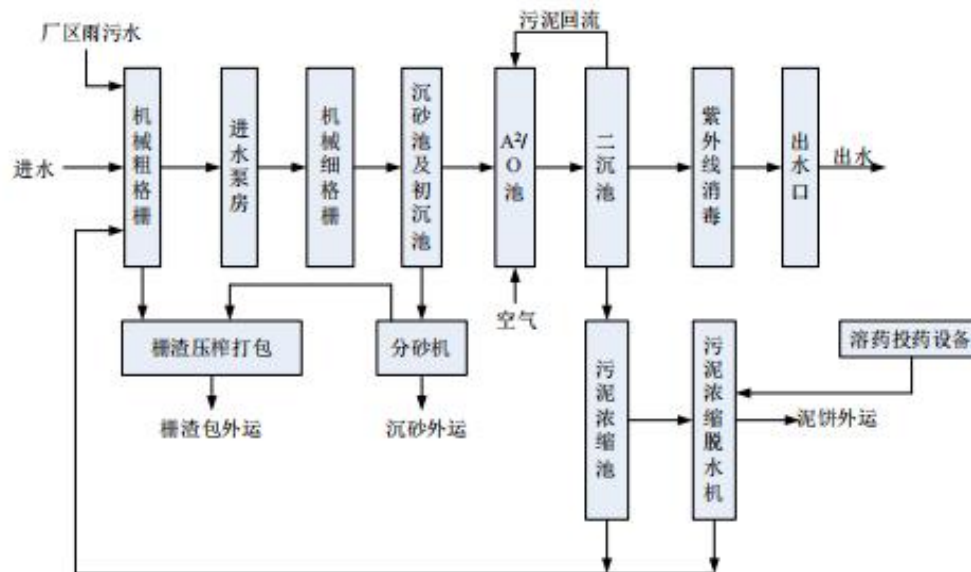 污泥回流
厂区雨污水
进水
机械粗格栅
进水泵房
机械细格栅
沉砂池及初沉池
A²/O池
二沉池
紫外线消毒
出水口
出水
空气
栅渣压榨打包
分砂机
溶药投药设备
栅渣包外运
沉砂外运
污泥浓缩池
污泥浓缩脱水机
泥饼外运